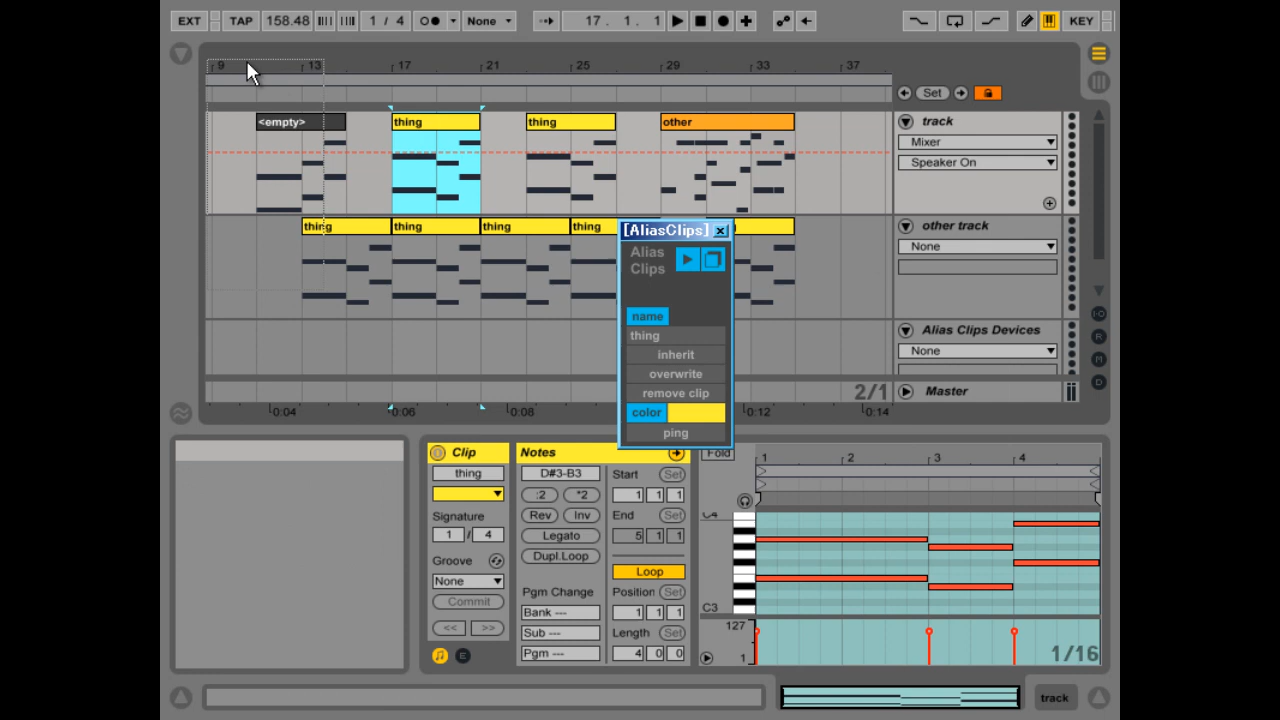 EXT TAP 158.48 1 / 4 None 17. 1. 1 KEY
9 13 17 21 25 29 33 37
Set
<empty> thing thing other track
Mixer
Speaker On
thing thing thing thing other track
None
[AliasClips]
Alias
Clips
name
thing
inherit
overwrite
remove clip
color
ping
Alias Clips Devices
None
2/1 Master
0:04 0:06 0:08 0:12 0:14
Clip
thing
Signature
1 / 4
Groove
None
Commit
<< >>
Notes
D#3-B3
:2 *2
Rev Inv
Legato
Dupl.Loop
Pgm Change
Bank ---
Sub ---
Pgm ---
Start Set
1 1 1
End Set
5 1 1
Loop
Position Set
1 1 1
Length Set
4 0 0
Fold
1 2 3 4
C4
C3
127
1
1/16
E
track
I-O
R
M
D